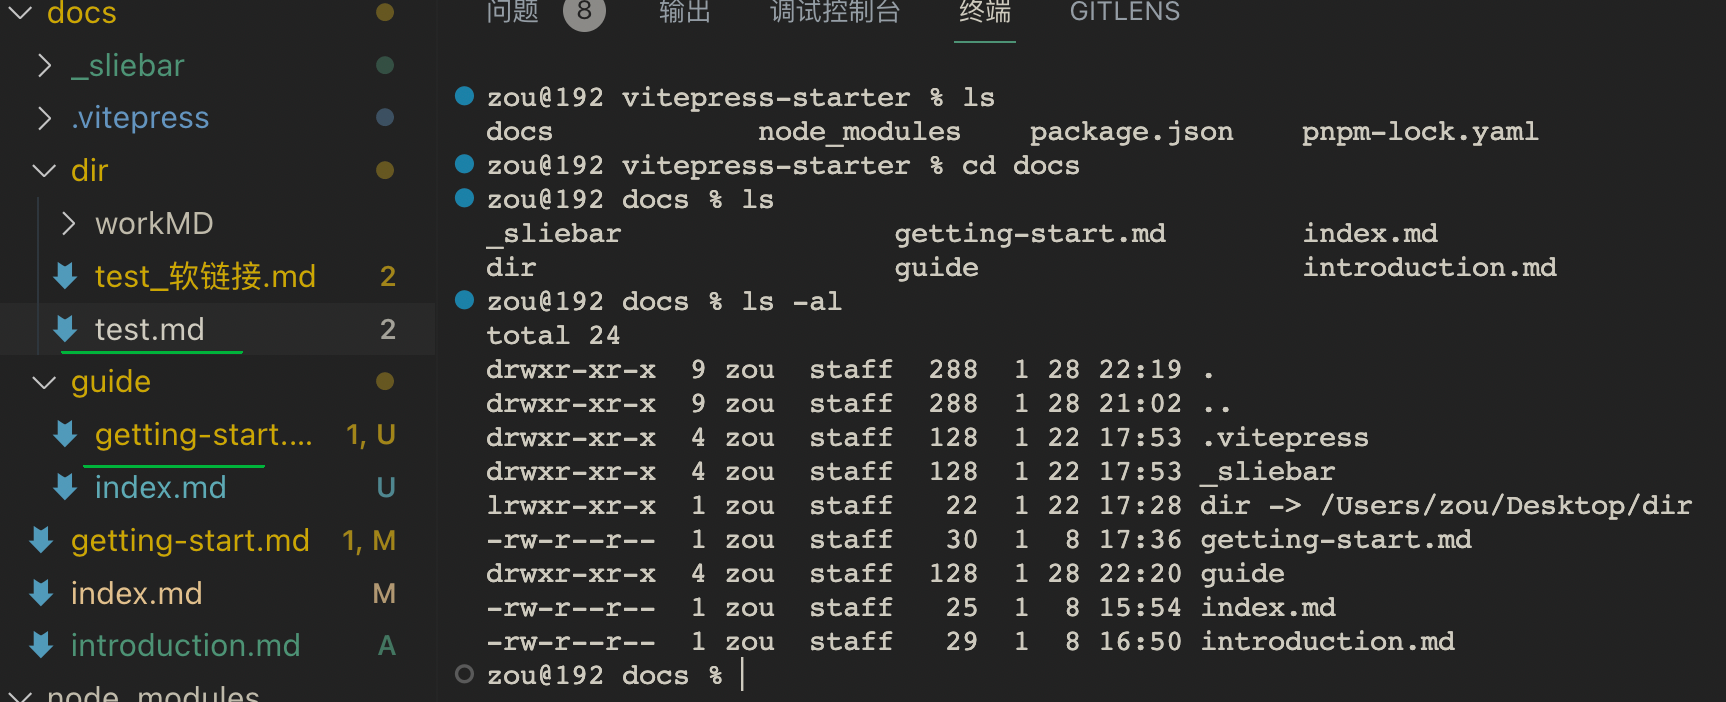 docs
_sliebar
.vitepress
dir
workMD
test_软链接.md 2
test.md 2
guide
getting-start.... 1, U
index.md U
getting-start.md 1, M
index.md M
introduction.md A
node_modules
问题 8 输出 调试控制台 终端 GITLENS
zou@192 vitepress-starter % ls
docs node_modules package.json pnpm-lock.yaml
zou@192 vitepress-starter % cd docs
zou@192 docs % ls
_sliebar getting-start.md index.md
dir guide introduction.md
zou@192 docs % ls -al
total 24
drwxr-xr-x 9 zou staff 288 1 28 22:19 .
drwxr-xr-x 9 zou staff 288 1 28 21:02 ..
drwxr-xr-x 4 zou staff 128 1 22 17:53 .vitepress
drwxr-xr-x 4 zou staff 128 1 22 17:53 _sliebar
lrwxr-xr-x 1 zou staff 22 1 22 17:28 dir -> /Users/zou/Desktop/dir
-rw-r--r-- 1 zou staff 30 1 8 17:36 getting-start.md
drwxr-xr-x 4 zou staff 128 1 28 22:20 guide
-rw-r--r-- 1 zou staff 25 1 8 15:54 index.md
-rw-r--r-- 1 zou staff 29 1 8 16:50 introduction.md
zou@192 docs %